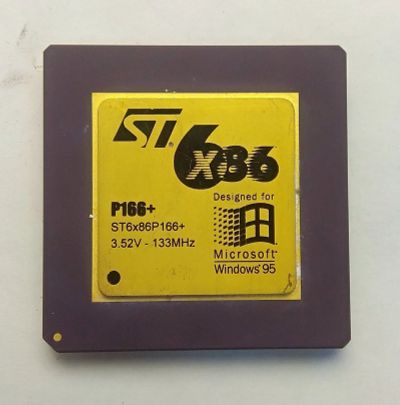 ST 6x86
Designed for
P166+
ST6x86P166+
3.52V - 133MHz
Microsoft
Windows 95